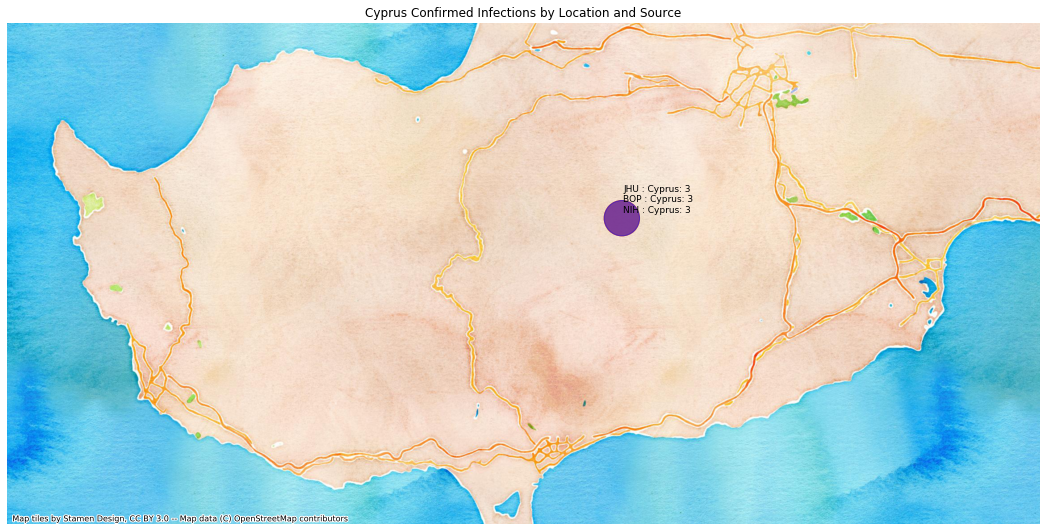 Cyprus Confirmed Infections by Location and Source
JHU : Cyprus: 3
BOP : Cyprus: 3
NIH : Cyprus: 3
Map tiles by Stamen Design, CC BY 3.0 -- Map data (C) OpenStreetMap contributors